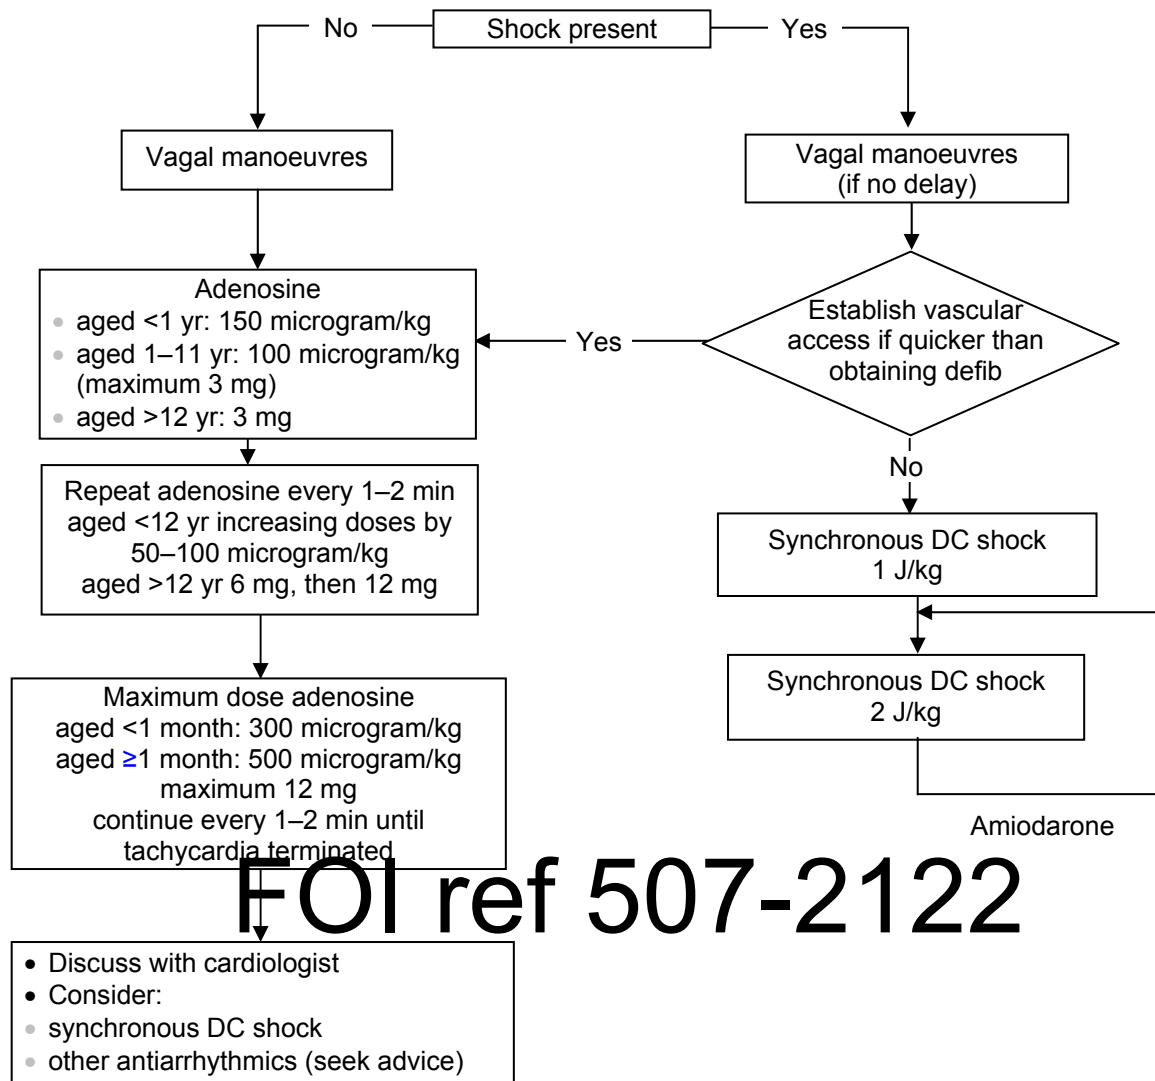 Shock present
No
Yes
Vagal manoeuvres
Vagal manoeuvres
(if no delay)
Adenosine
• aged <1 yr: 150 microgram/kg
• aged 1–11 yr: 100 microgram/kg
(maximum 3 mg)
• aged >12 yr: 3 mg
Yes
Establish vascular
access if quicker than
obtaining defib
No
Repeat adenosine every 1–2 min
aged <12 yr increasing doses by
50–100 microgram/kg
aged >12 yr 6 mg, then 12 mg
Synchronous DC shock
1 J/kg
Synchronous DC shock
2 J/kg
Amiodarone
Maximum dose adenosine
aged <1 month: 300 microgram/kg
aged ≥1 month: 500 microgram/kg
maximum 12 mg
continue every 1–2 min until
tachycardia terminated
FOI ref 507-2122
• Discuss with cardiologist
• Consider:
• synchronous DC shock
• other antiarrhythmics (seek advice)